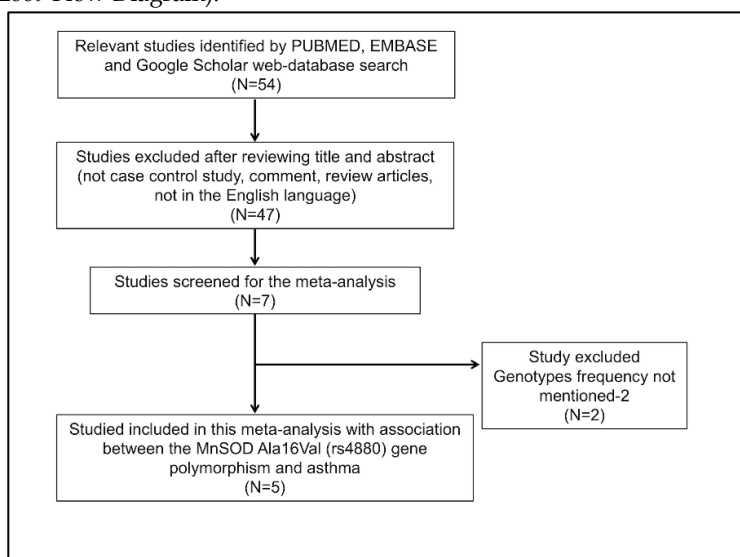 2009 Flow Diagram).
Relevant studies identified by PUBMED, EMBASE
and Google Scholar web-database search
(N=54)
Studies excluded after reviewing title and abstract
(not case control study, comment, review articles,
not in the English language)
(N=47)
Studies screened for the meta-analysis
(N=7)
Study excluded
Genotypes frequency not
mentioned-2
(N=2)
Studied included in this meta-analysis with association
between the MnSOD Ala16Val (rs4880) gene
polymorphism and asthma
(N=5)